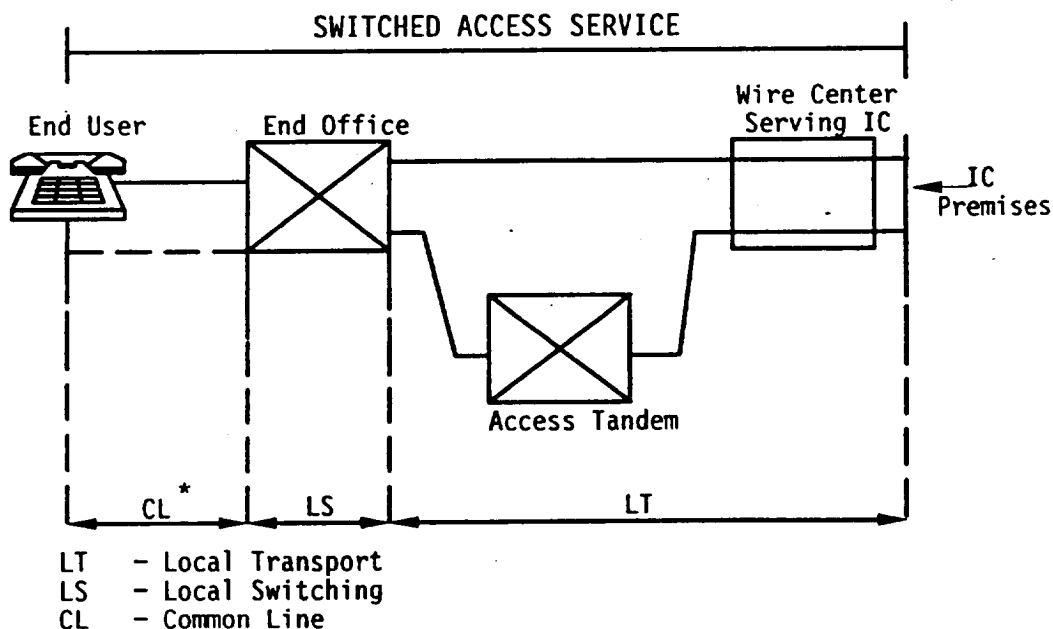 SWITCHED ACCESS SERVICE
Wire Center
Serving IC
End User
End Office
IC
Premises
Access Tandem
CL *
LS
LT
LT - Local Transport
LS - Local Switching
CL - Common Line